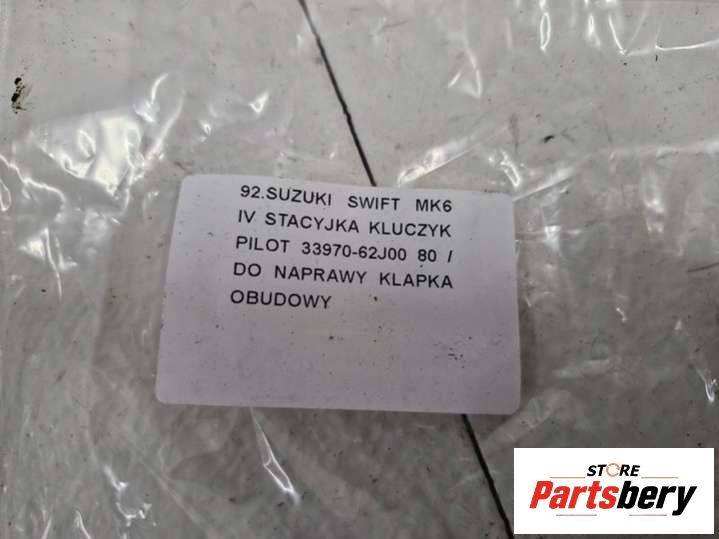 92.SUZUKI SWIFT MK6
IV STACYJKA KLUCZYK
PILOT 33970-62J00 80 /
DO NAPRAWY KLAPKA
OBUDOWY
STORE
Partsbery